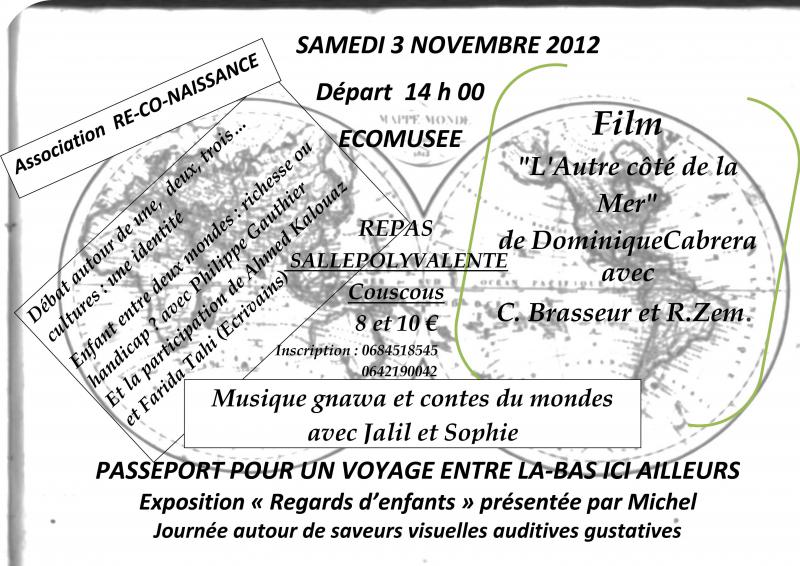 SAMEDI 3 NOVEMBRE 2012
Départ 14 h 00
ECOMUSEE
MAPPE MONDE
Association RE-CO-NAISSANCE
Débat autour de une, deux, trois...
cultures : une identité
Enfant entre deux mondes : richesse ou
handicap ? avec Philippe Gauthier
Et la participation de Ahmed Kalouaz
et Farida Tahi (Ecrivains)
REPAS
SALLEPOLYVALENTE
Couscous
8 et 10 €
Inscription : 0684518545
0642190042
Film
"L'Autre côté de la
Mer"
de DominiqueCabrera
avec
C. Brasseur et R.Zem
Musique gnawa et contes du mondes
avec Jalil et Sophie
PASSEPORT POUR UN VOYAGE ENTRE LA-BAS ICI AILLEURS
Exposition « Regards d'enfants » présentée par Michel
Journée autour de saveurs visuelles auditives gustatives